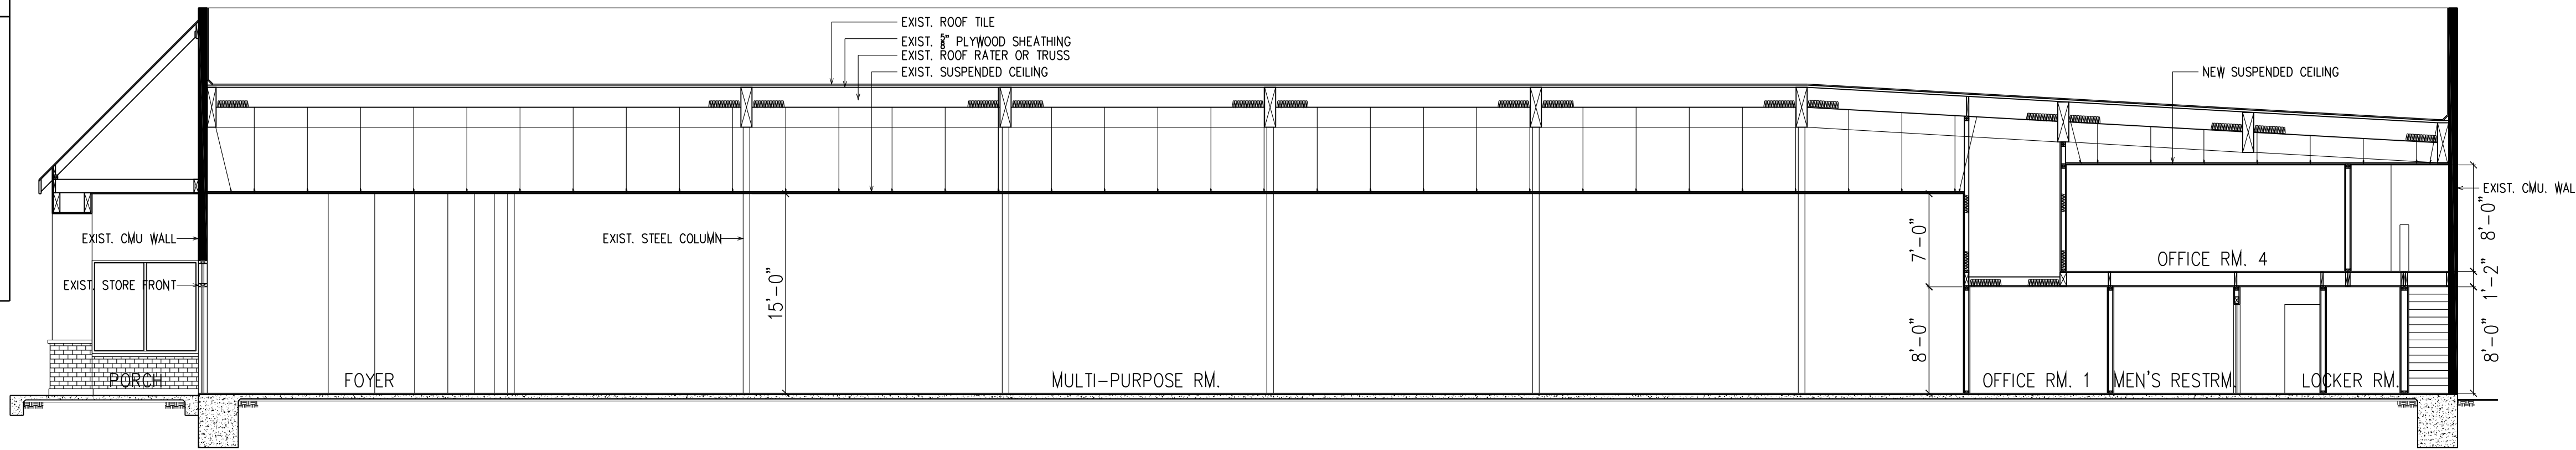 EXIST. ROOF TILE
EXIST. 5/8" PLYWOOD SHEATHING
EXIST. ROOF RATER OR TRUSS
EXIST. SUSPENDED CEILING
NEW SUSPENDED CEILING
EXIST. CMU. WAL
EXIST. CMU WALL
EXIST. STEEL COLUMN
EXIST. STORE FRONT
15'-0"
7'-0"
8'-0"
8'-0"
1'-2"
8'-0"
OFFICE RM. 4
PORCH
FOYER
MULTI-PURPOSE RM.
OFFICE RM. 1
MEN'S RESTRM.
LOCKER RM.